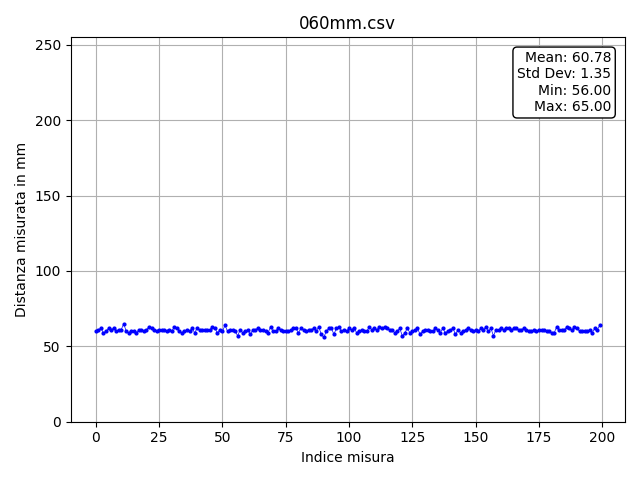 060mm.csv
Mean: 60.78
Std Dev: 1.35
Min: 56.00
Max: 65.00
Distanza misurata in mm
250
200
150
100
50
0
0 25 50 75 100 125 150 175 200
Indice misura